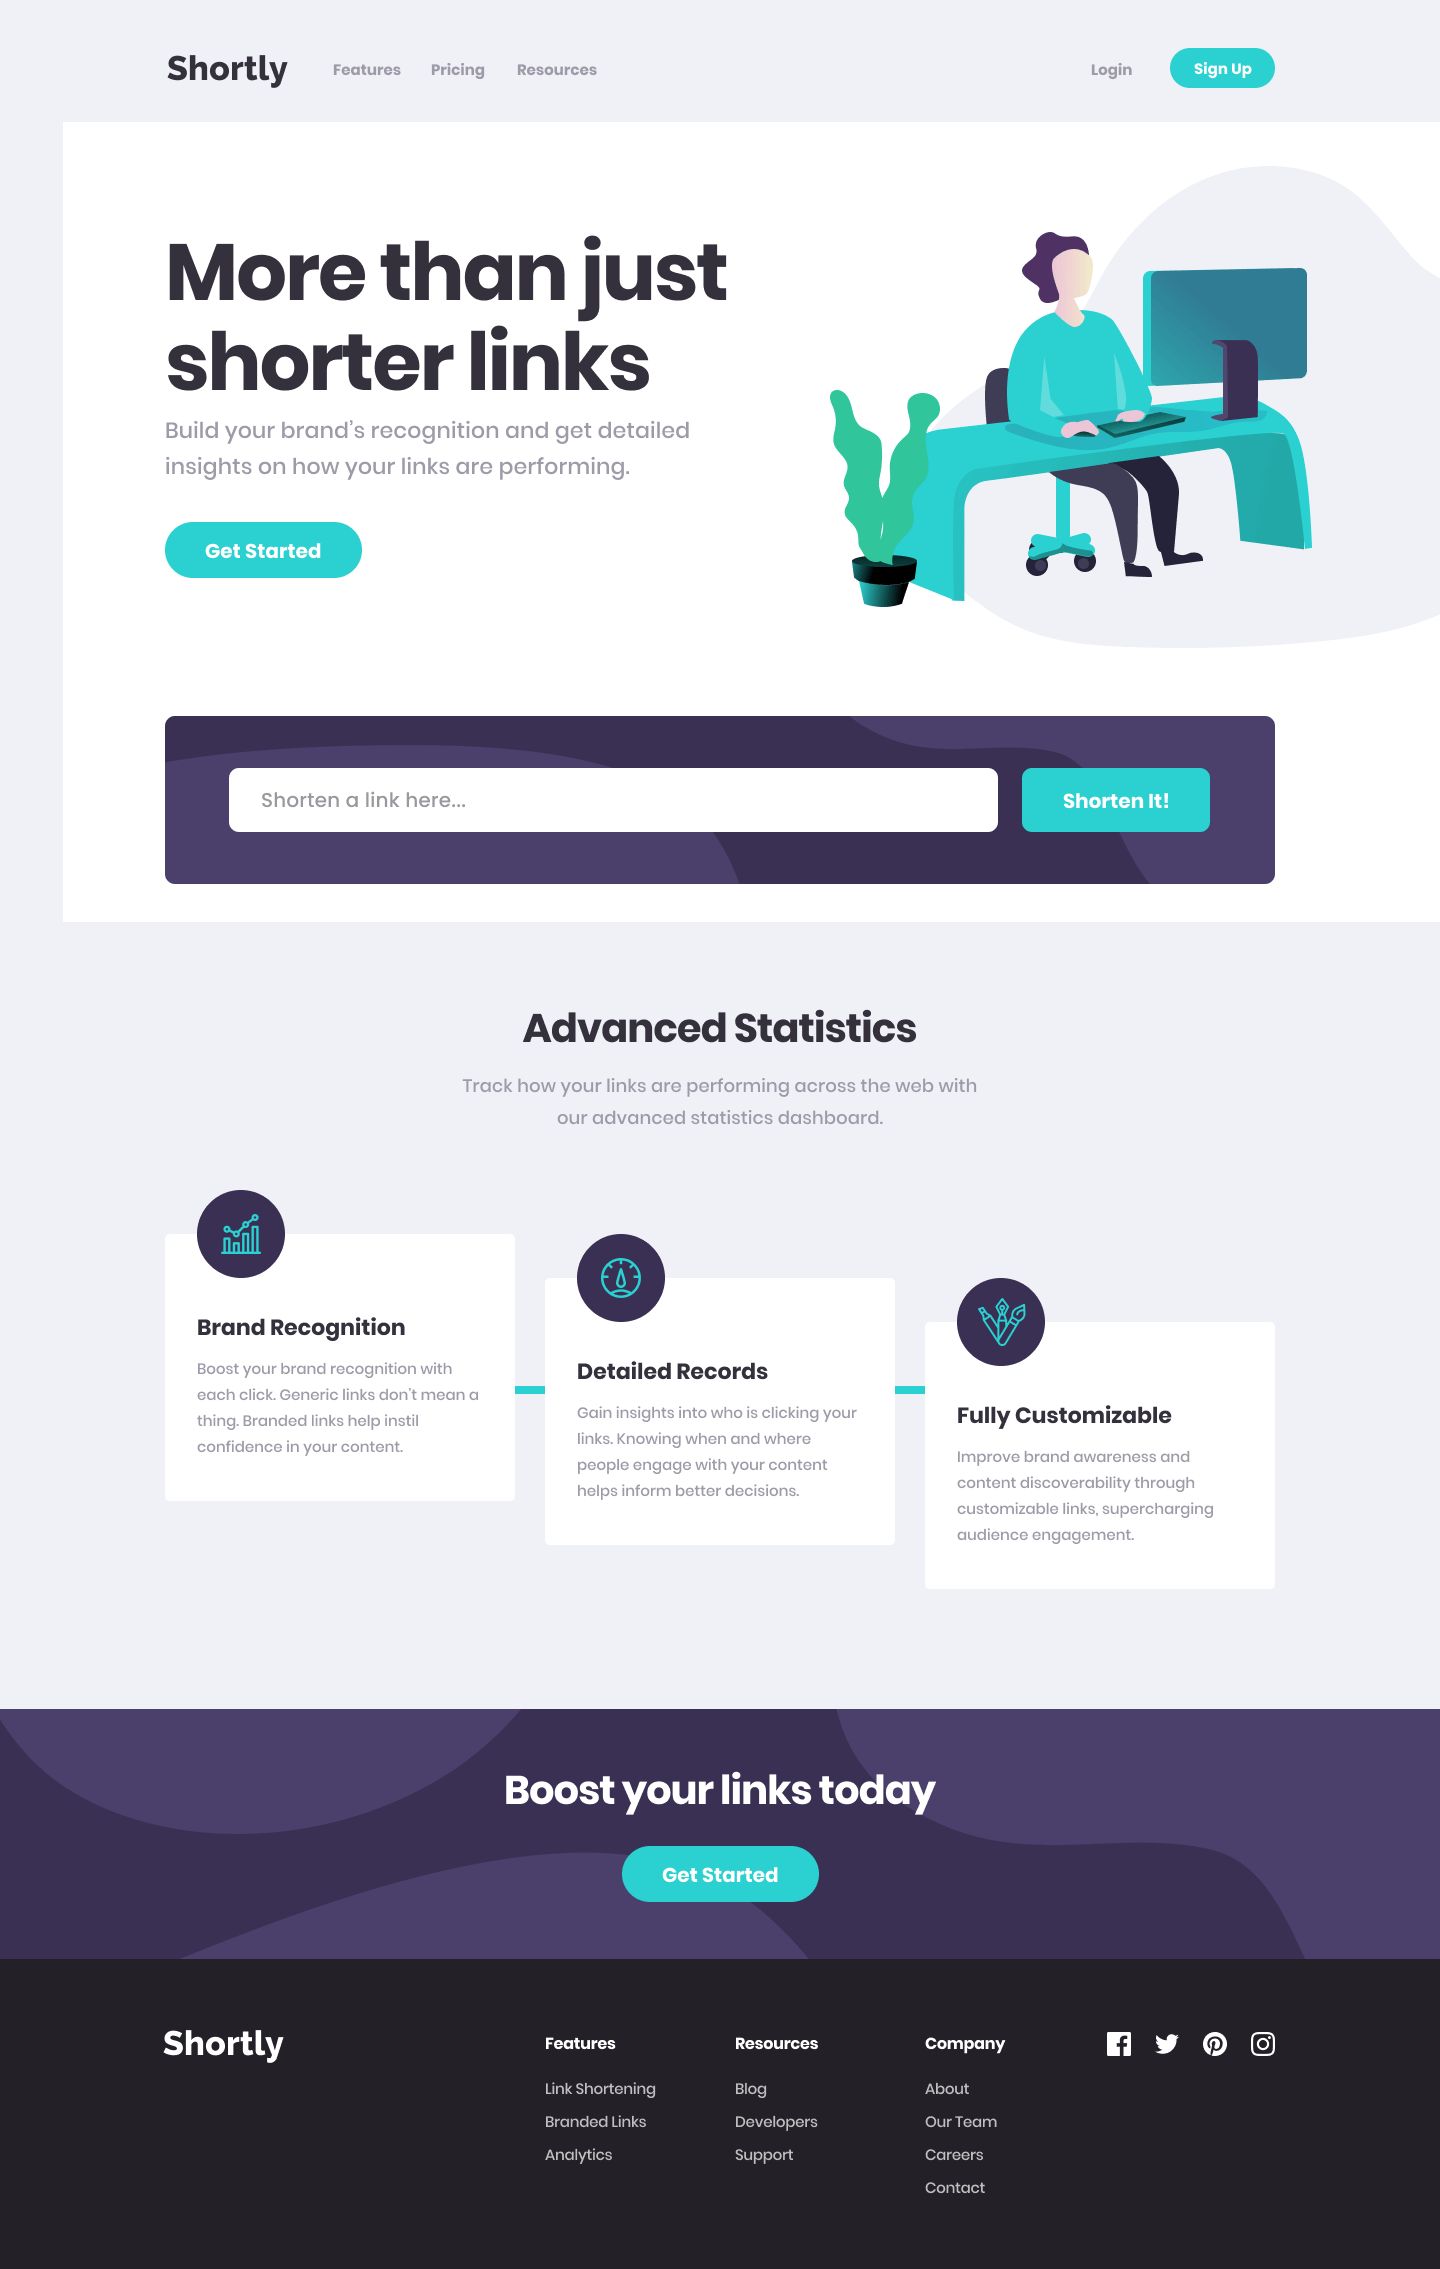 Shortly
Features
Pricing
Resources
Login
Sign Up
More than just
shorter links
Build your brand’s recognition and get detailed
insights on how your links are performing.
Get Started
Shorten a link here...
Shorten It!
Advanced Statistics
Track how your links are performing across the web with
our advanced statistics dashboard.
Brand Recognition
Boost your brand recognition with
each click. Generic links don’t mean a
thing. Branded links help instil
confidence in your content.
Detailed Records
Gain insights into who is clicking your
links. Knowing when and where
people engage with your content
helps inform better decisions.
Fully Customizable
Improve brand awareness and
content discoverability through
customizable links, supercharging
audience engagement.
Boost your links today
Get Started
Shortly
Features
Link Shortening
Branded Links
Analytics
Resources
Blog
Developers
Support
Company
About
Our Team
Careers
Contact